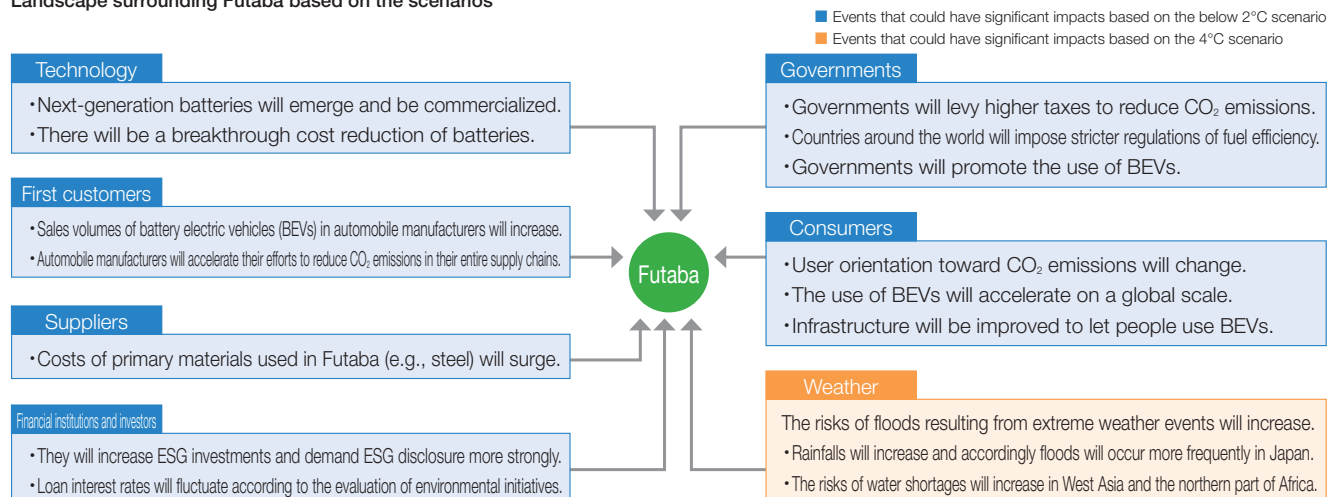 Landscape surrounding Futaba based on the scenarios
Events that could have significant impacts based on the below 2°C scenario
Events that could have significant impacts based on the 4°C scenario
Technology
・Next-generation batteries will emerge and be commercialized.
・There will be a breakthrough cost reduction of batteries.
First customers
・Sales volumes of battery electric vehicles (BEVs) in automobile manufacturers will increase.
・Automobile manufacturers will accelerate their efforts to reduce CO₂ emissions in their entire supply chains.
Suppliers
・Costs of primary materials used in Futaba (e.g., steel) will surge.
Financial institutions and investors
・They will increase ESG investments and demand ESG disclosure more strongly.
・Loan interest rates will fluctuate according to the evaluation of environmental initiatives.
Futaba
Governments
・Governments will levy higher taxes to reduce CO₂ emissions.
・Countries around the world will impose stricter regulations of fuel efficiency.
・Governments will promote the use of BEVs.
Consumers
・User orientation toward CO₂ emissions will change.
・The use of BEVs will accelerate on a global scale.
・Infrastructure will be improved to let people use BEVs.
Weather
The risks of floods resulting from extreme weather events will increase.
・Rainfalls will increase and accordingly floods will occur more frequently in Japan.
・The risks of water shortages will increase in West Asia and the northern part of Africa.